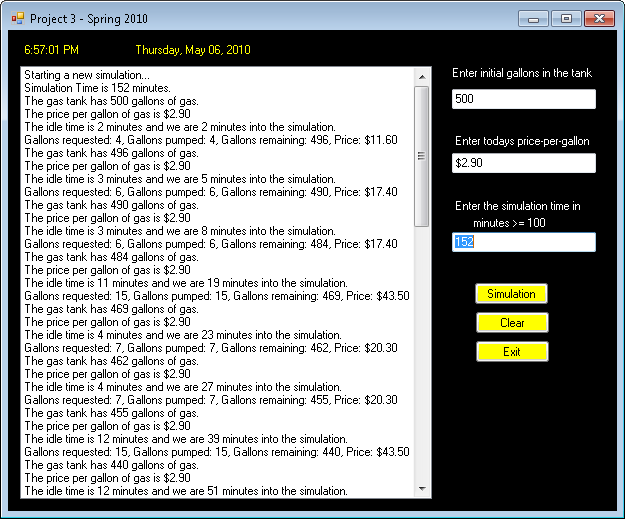 Project 3 - Spring 2010
6:57:01 PM Thursday, May 06, 2010
Starting a new simulation...
Simulation Time is 152 minutes.
The gas tank has 500 gallons of gas.
The price per gallon of gas is $2.90
The idle time is 2 minutes and we are 2 minutes into the simulation.
Gallons requested: 4, Gallons pumped: 4, Gallons remaining: 496, Price: $11.60
The gas tank has 496 gallons of gas.
The price per gallon of gas is $2.90
The idle time is 3 minutes and we are 5 minutes into the simulation.
Gallons requested: 6, Gallons pumped: 6, Gallons remaining: 490, Price: $17.40
The gas tank has 490 gallons of gas.
The price per gallon of gas is $2.90
The idle time is 3 minutes and we are 8 minutes into the simulation.
Gallons requested: 6, Gallons pumped: 6, Gallons remaining: 484, Price: $17.40
The gas tank has 484 gallons of gas.
The price per gallon of gas is $2.90
The idle time is 11 minutes and we are 19 minutes into the simulation.
Gallons requested: 15, Gallons pumped: 15, Gallons remaining: 469, Price: $43.50
The gas tank has 469 gallons of gas.
The price per gallon of gas is $2.90
The idle time is 4 minutes and we are 23 minutes into the simulation.
Gallons requested: 7, Gallons pumped: 7, Gallons remaining: 462, Price: $20.30
The gas tank has 462 gallons of gas.
The price per gallon of gas is $2.90
The idle time is 4 minutes and we are 27 minutes into the simulation.
Gallons requested: 7, Gallons pumped: 7, Gallons remaining: 455, Price: $20.30
The gas tank has 455 gallons of gas.
The price per gallon of gas is $2.90
The idle time is 12 minutes and we are 39 minutes into the simulation.
Gallons requested: 15, Gallons pumped: 15, Gallons remaining: 440, Price: $43.50
The gas tank has 440 gallons of gas.
The price per gallon of gas is $2.90
The idle time is 12 minutes and we are 51 minutes into the simulation.
Enter initial gallons in the tank
500
Enter todays price-per-gallon
$2.90
Enter the simulation time in
minutes >= 100
152
Simulation
Clear
Exit